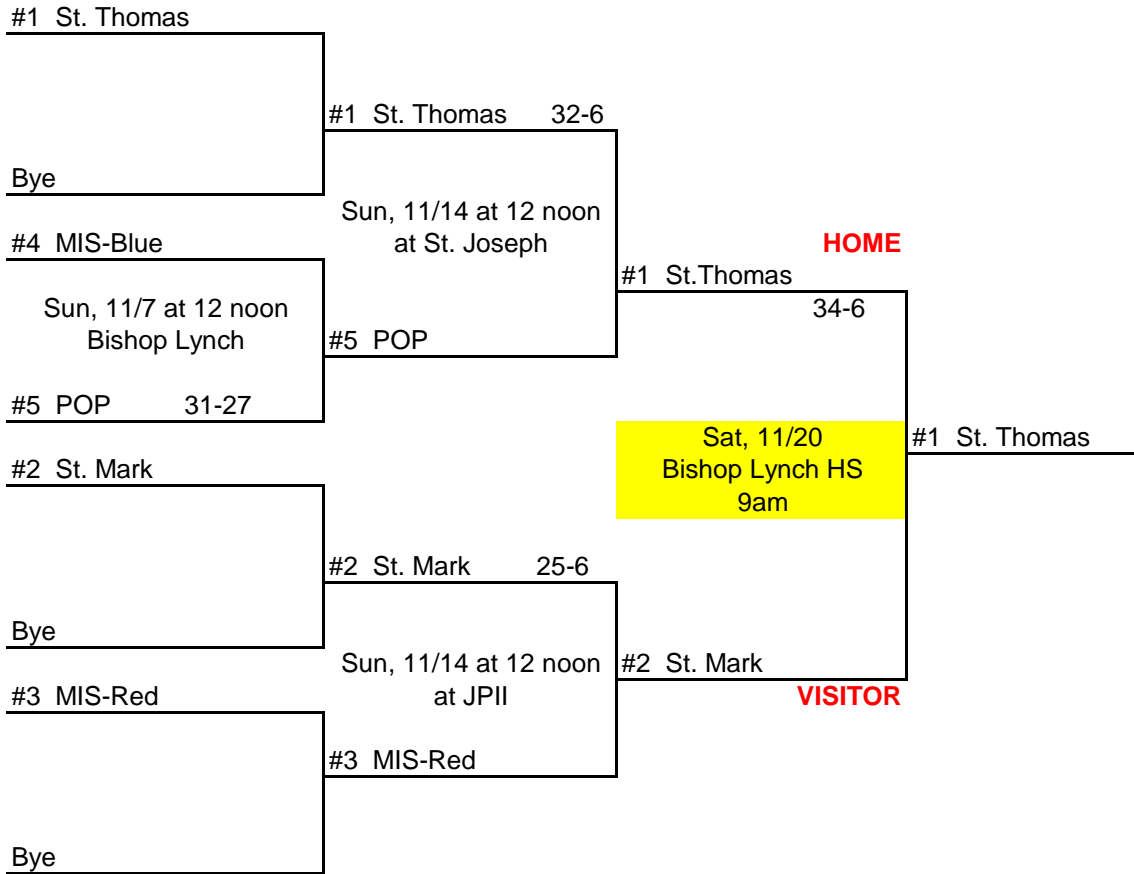 #1 St. Thomas
#1 St. Thomas 32-6
Bye
Sun, 11/14 at 12 noon
at St. Joseph
#4 MIS-Blue
HOME
#1 St.Thomas
34-6
Sun, 11/7 at 12 noon
Bishop Lynch
#5 POP
#5 POP 31-27
Sat, 11/20
Bishop Lynch HS
9am
#1 St. Thomas
#2 St. Mark
#2 St. Mark 25-6
Bye
Sun, 11/14 at 12 noon
at JPII
#2 St. Mark
VISITOR
#3 MIS-Red
#3 MIS-Red
Bye